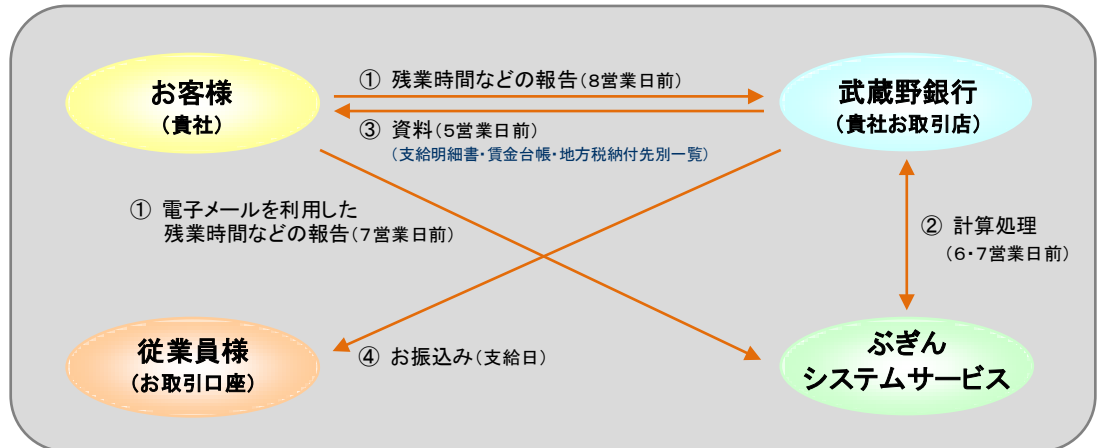 お客様
(貴社)
① 残業時間などの報告(8営業日前)
武蔵野銀行
(貴社お取引店)
③ 資料(5営業日前)
(支給明細書・賃金台帳・地方税納付先別一覧)
① 電子メールを利用した
残業時間などの報告(7営業日前)
② 計算処理
(6・7営業日前)
従業員様
(お取引口座)
④ お振込み(支給日)
ぶぎん
システムサービス